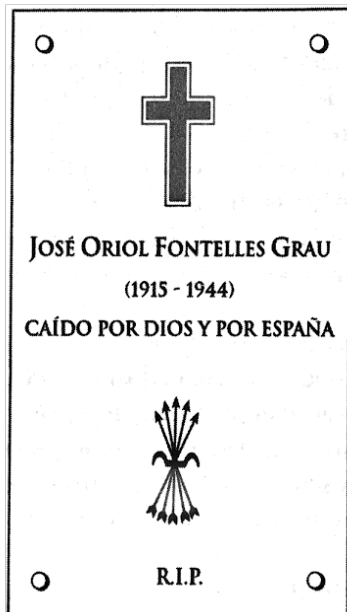 JOSÉ ORIOL FONTELLES GRAU
(1915 - 1944)
CAÍDO POR DIOS Y POR ESPAÑA
R.I.P.